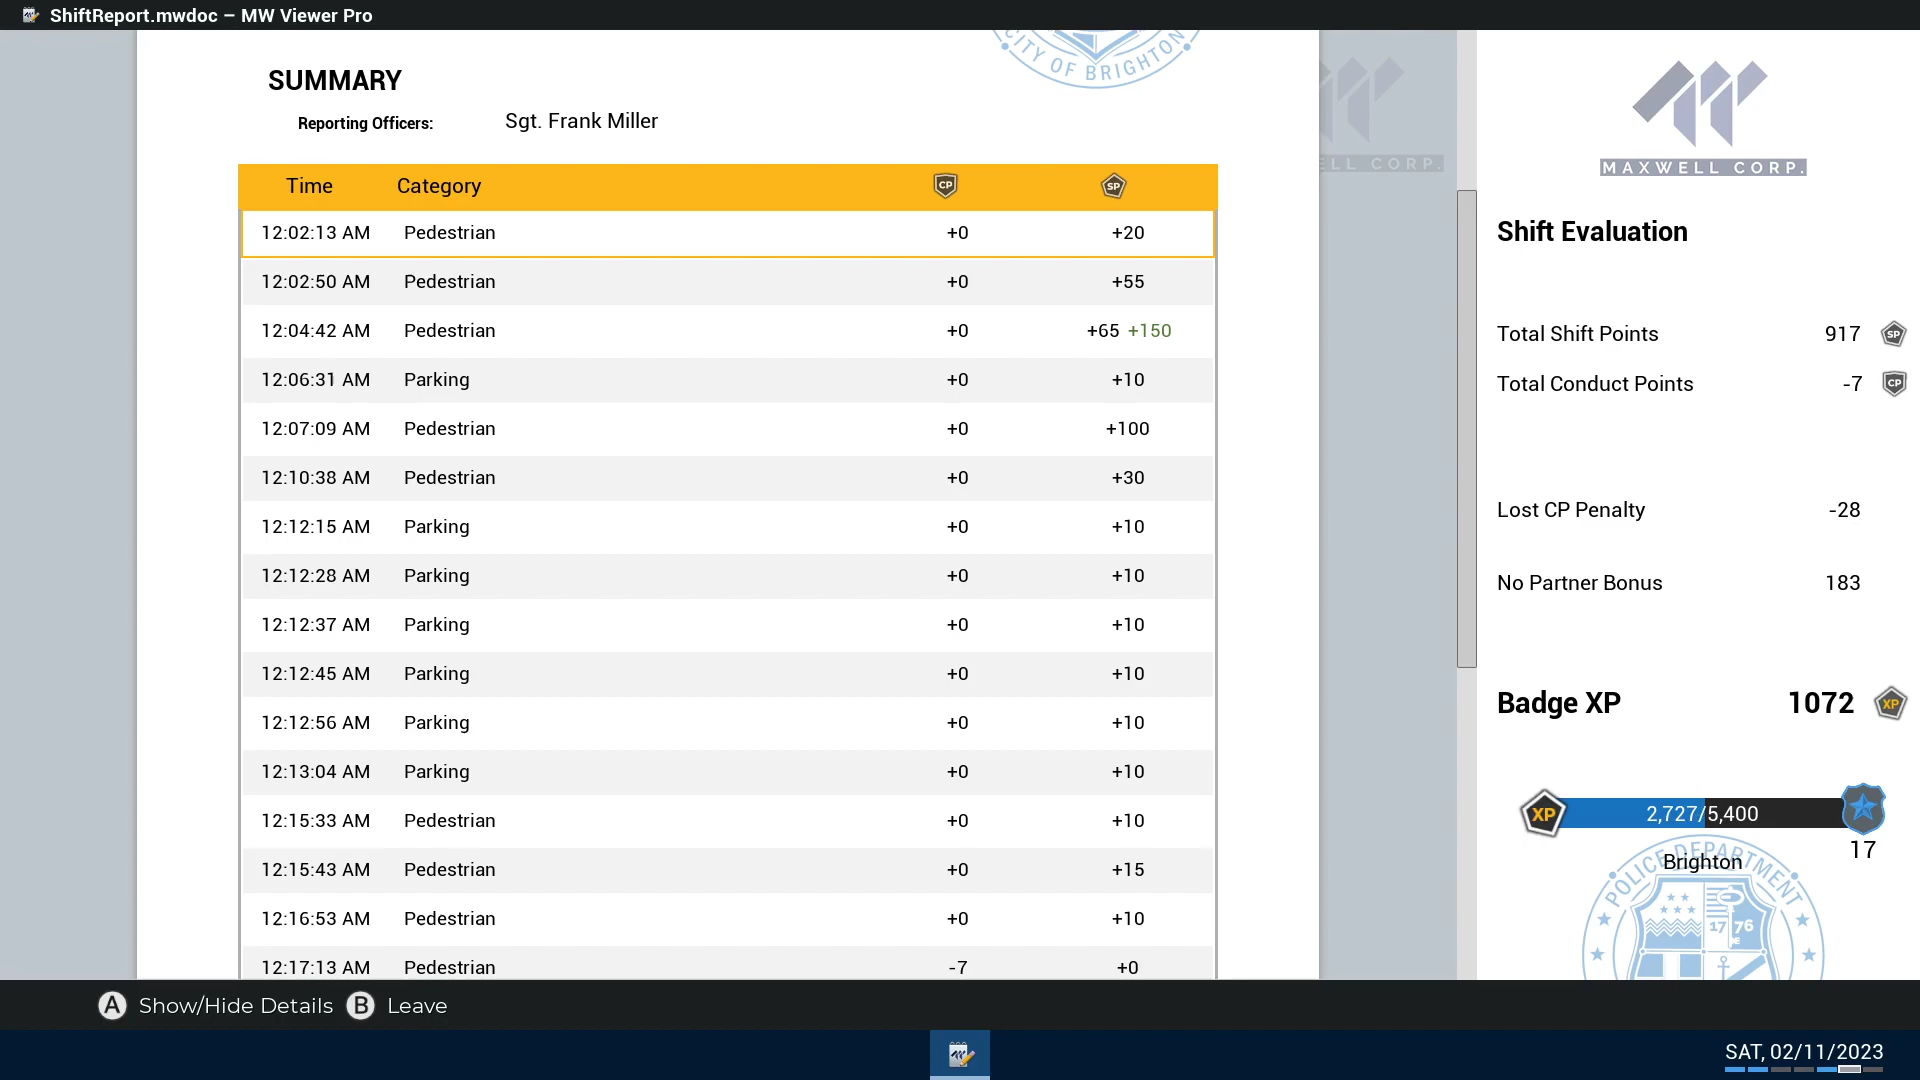 ShiftReport.mwdoc – MW Viewer Pro
CITY OF BRIGHTON
SUMMARY
Reporting Officers: Sgt. Frank Miller
Time Category CP SP
12:02:13 AM Pedestrian +0 +20
12:02:50 AM Pedestrian +0 +55
12:04:42 AM Pedestrian +0 +65 +150
12:06:31 AM Parking +0 +10
12:07:09 AM Pedestrian +0 +100
12:10:38 AM Pedestrian +0 +30
12:12:15 AM Parking +0 +10
12:12:28 AM Parking +0 +10
12:12:37 AM Parking +0 +10
12:12:45 AM Parking +0 +10
12:12:56 AM Parking +0 +10
12:13:04 AM Parking +0 +10
12:15:33 AM Pedestrian +0 +10
12:15:43 AM Pedestrian +0 +15
12:16:53 AM Pedestrian +0 +10
12:17:13 AM Pedestrian -7 +0
ELL CORP.
MAXWELL CORP.
Shift Evaluation
Total Shift Points 917 SP
Total Conduct Points -7 CP
Lost CP Penalty -28
No Partner Bonus 183
Badge XP 1072 XP
XP 2,727/5,400
17
Brighton
POLICE DEPARTMENT
1776
A Show/Hide Details B Leave
SAT, 02/11/2023